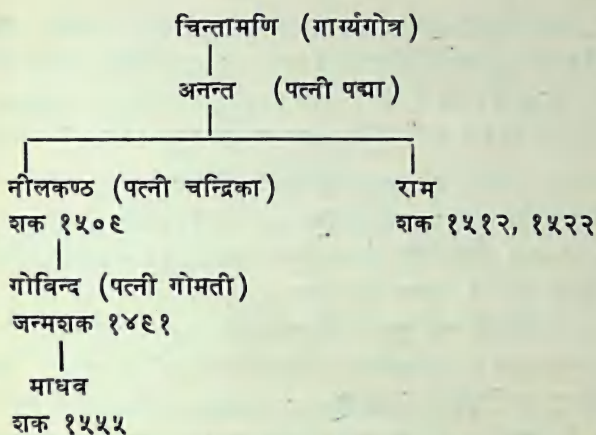 चिन्तामणि (गार्ग्यगोत्र)
अनन्त (पत्नी पद्मा)
नीलकण्ठ (पत्नी चन्द्रिका) राम
शक १५०९ शक १५१२, १५२२
गोविन्द (पत्नी गोमती)
जन्मशक १४९१
माधव
शक १५५५